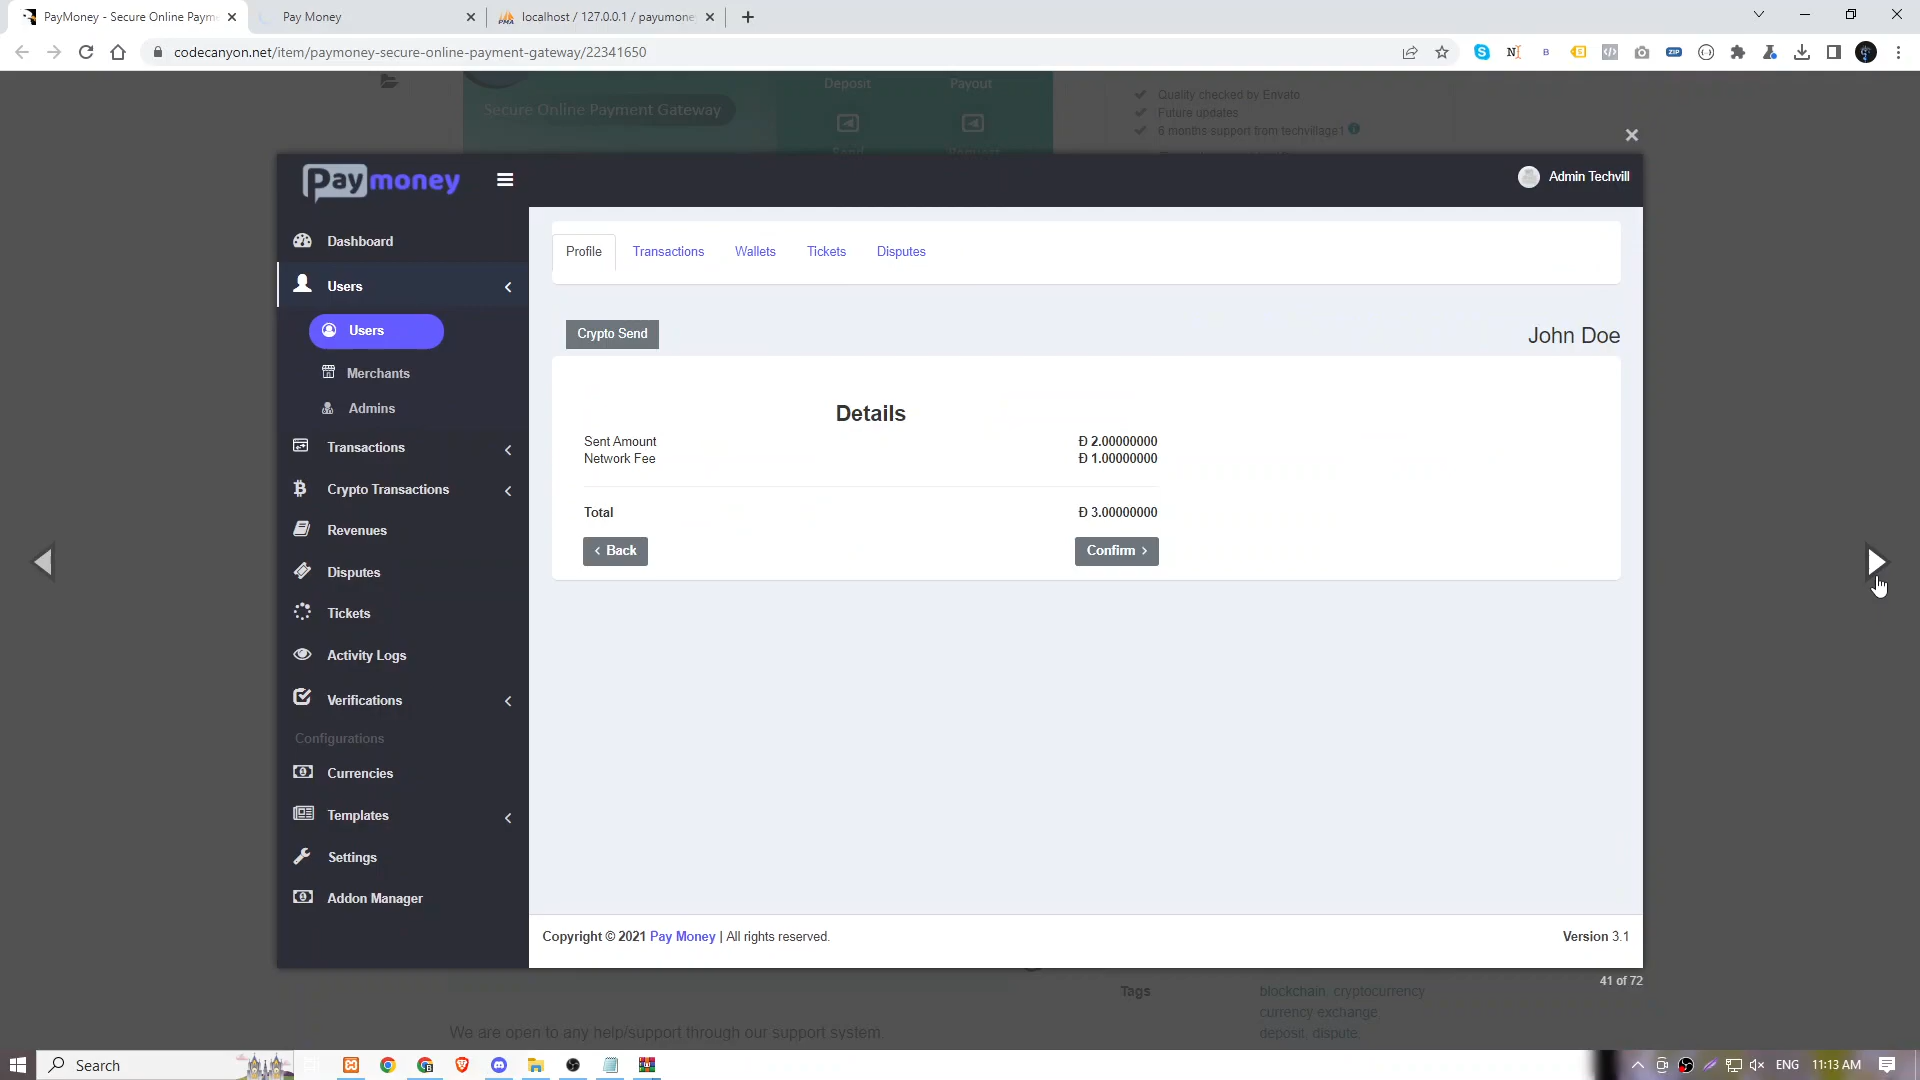 PayMoney - Secure Online Paym
Pay Money
localhost / 127.0.0.1 / payumone
codecanyon.net/item/paymoney-secure-online-payment-gateway/22341650
Deposit
Payout
Secure Online Payment Gateway
Quality checked by Envato
Future updates
6 months support from techvillage1
Paymoney
Admin Techvill
Dashboard
Users
Users
Merchants
Admins
Transactions
Crypto Transactions
Revenues
Disputes
Tickets
Activity Logs
Verifications
Configurations
Currencies
Templates
Settings
Addon Manager
Profile Transactions Wallets Tickets Disputes
Crypto Send
John Doe
Details
Sent Amount Ð 2.00000000
Network Fee Ð 1.00000000
Total Ð 3.00000000
Back
Confirm
Copyright © 2021 Pay Money | All rights reserved.
Version 3.1
41 of 72
Tags
blockchain, cryptocurrency
currency exchange,
deposit, dispute,
We are open to any help/support through our support system.
Search
ENG
11:13 AM